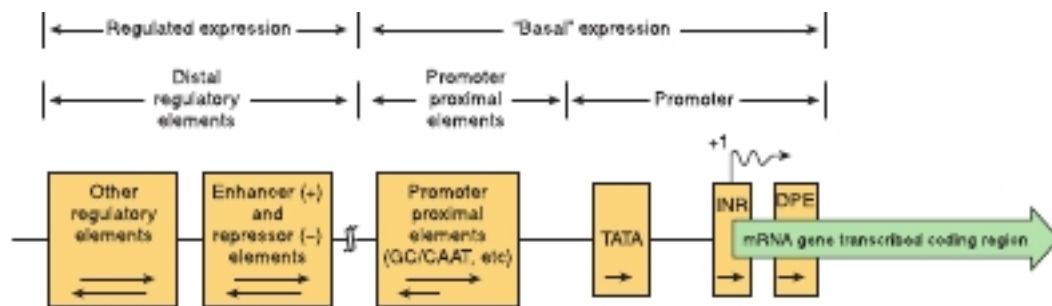 Regulated expression
"Basal" expression
Distal
regulatory
elements
Promoter
proximal
elements
Promoter
+1
Other
regulatory
elements
Enhancer (+)
and
repressor (–)
elements
Promoter
proximal
elements
(GC/CAAT, etc)
TATA
INR
DPE
mRNA gene transcribed coding region